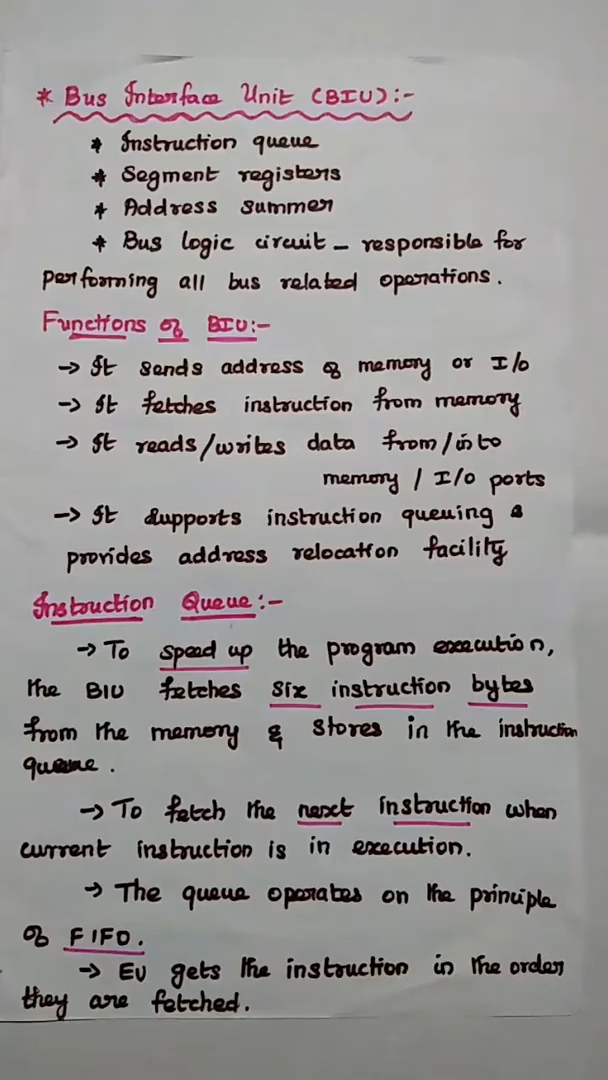 * Bus Interface Unit (BIU):-
* Instruction queue
* Segment registers
* Address summer
* Bus logic circuit - responsible for
performing all bus related operations.
Functions of BIU:-
→ It sends address of memory or I/o
→ It fetches instruction from memory
→ It reads/writes data from/into
memory / I/O ports
→ It supports instruction queuing &
provides address relocation facility
Instruction Queue:-
→ To speed up the program execution,
the BIU fetches six instruction bytes
from the memory & stores in the instruction
queue.
→ To fetch the next instruction when
current instruction is in execution.
→ The queue operates on the principle
of FIFO.
→ EU gets the instruction in the order
they are fetched.